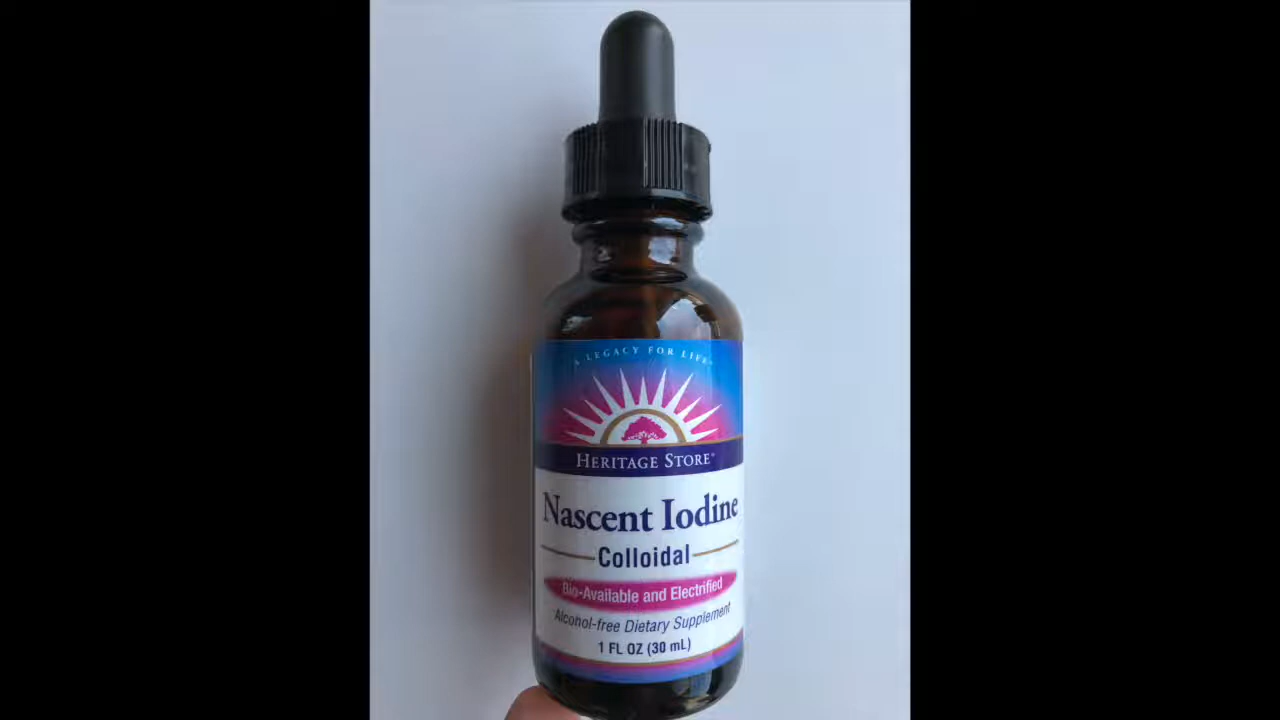 A LEGACY FOR LIFE™
HERITAGE STORE®
Nascent Iodine
Colloidal
Bio-Available and Electrified
Alcohol-free Dietary Supplement
1 FL OZ (30 mL)